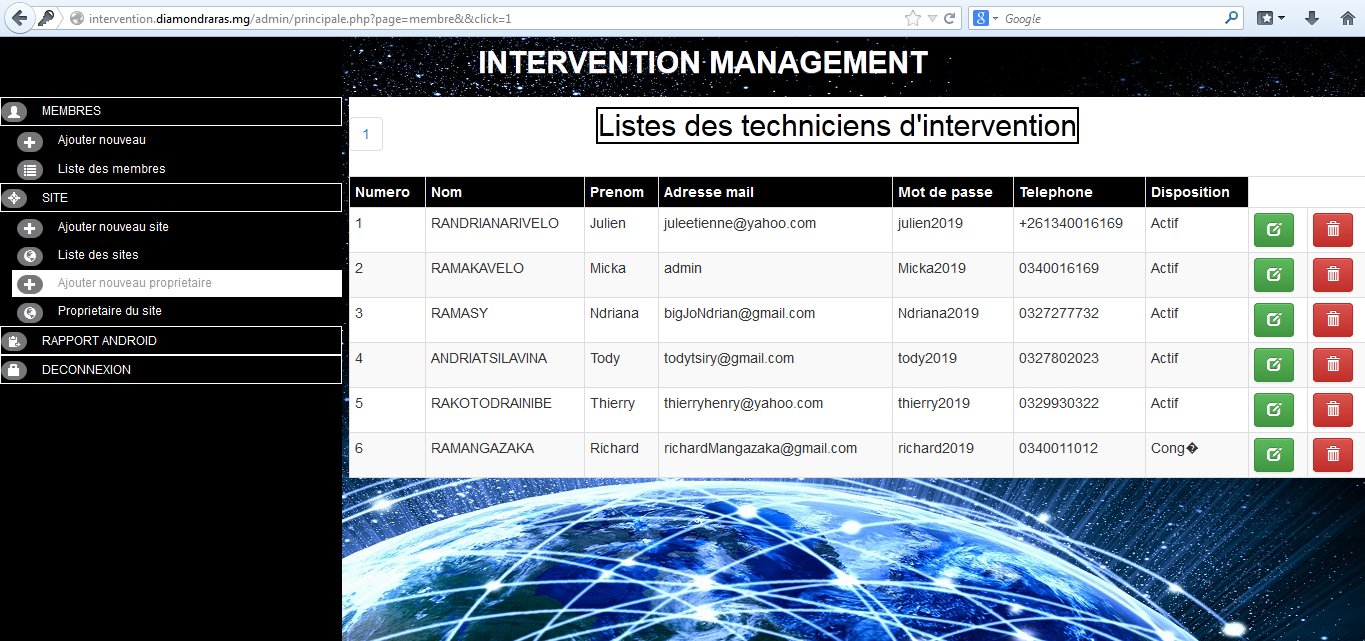 intervention.diamondraras.mg/admin/principale.php?page=membre&&click=1
Google
INTERVENTION MANAGEMENT
MEMBRES
Ajouter nouveau
Liste des membres
SITE
Ajouter nouveau site
Liste des sites
Ajouter nouveau proprietaire
Proprietaire du site
RAPPORT ANDROID
DECONNEXION
1
Listes des techniciens d'intervention
Numero Nom Prenom Adresse mail Mot de passe Telephone Disposition
1 RANDRIANARIVELO Julien juleetienne@yahoo.com julien2019 +261340016169 Actif
2 RAMAKAVELO Micka admin Micka2019 0340016169 Actif
3 RAMASY Ndriana bigJoNdrian@gmail.com Ndriana2019 0327277732 Actif
4 ANDRIATSILAVINA Tody todytsiry@gmail.com tody2019 0327802023 Actif
5 RAKOTODRAINIBE Thierry thierryhenry@yahoo.com thierry2019 0329930322 Actif
6 RAMANGAZAKA Richard richardMangazaka@gmail.com richard2019 0340011012 Cong�